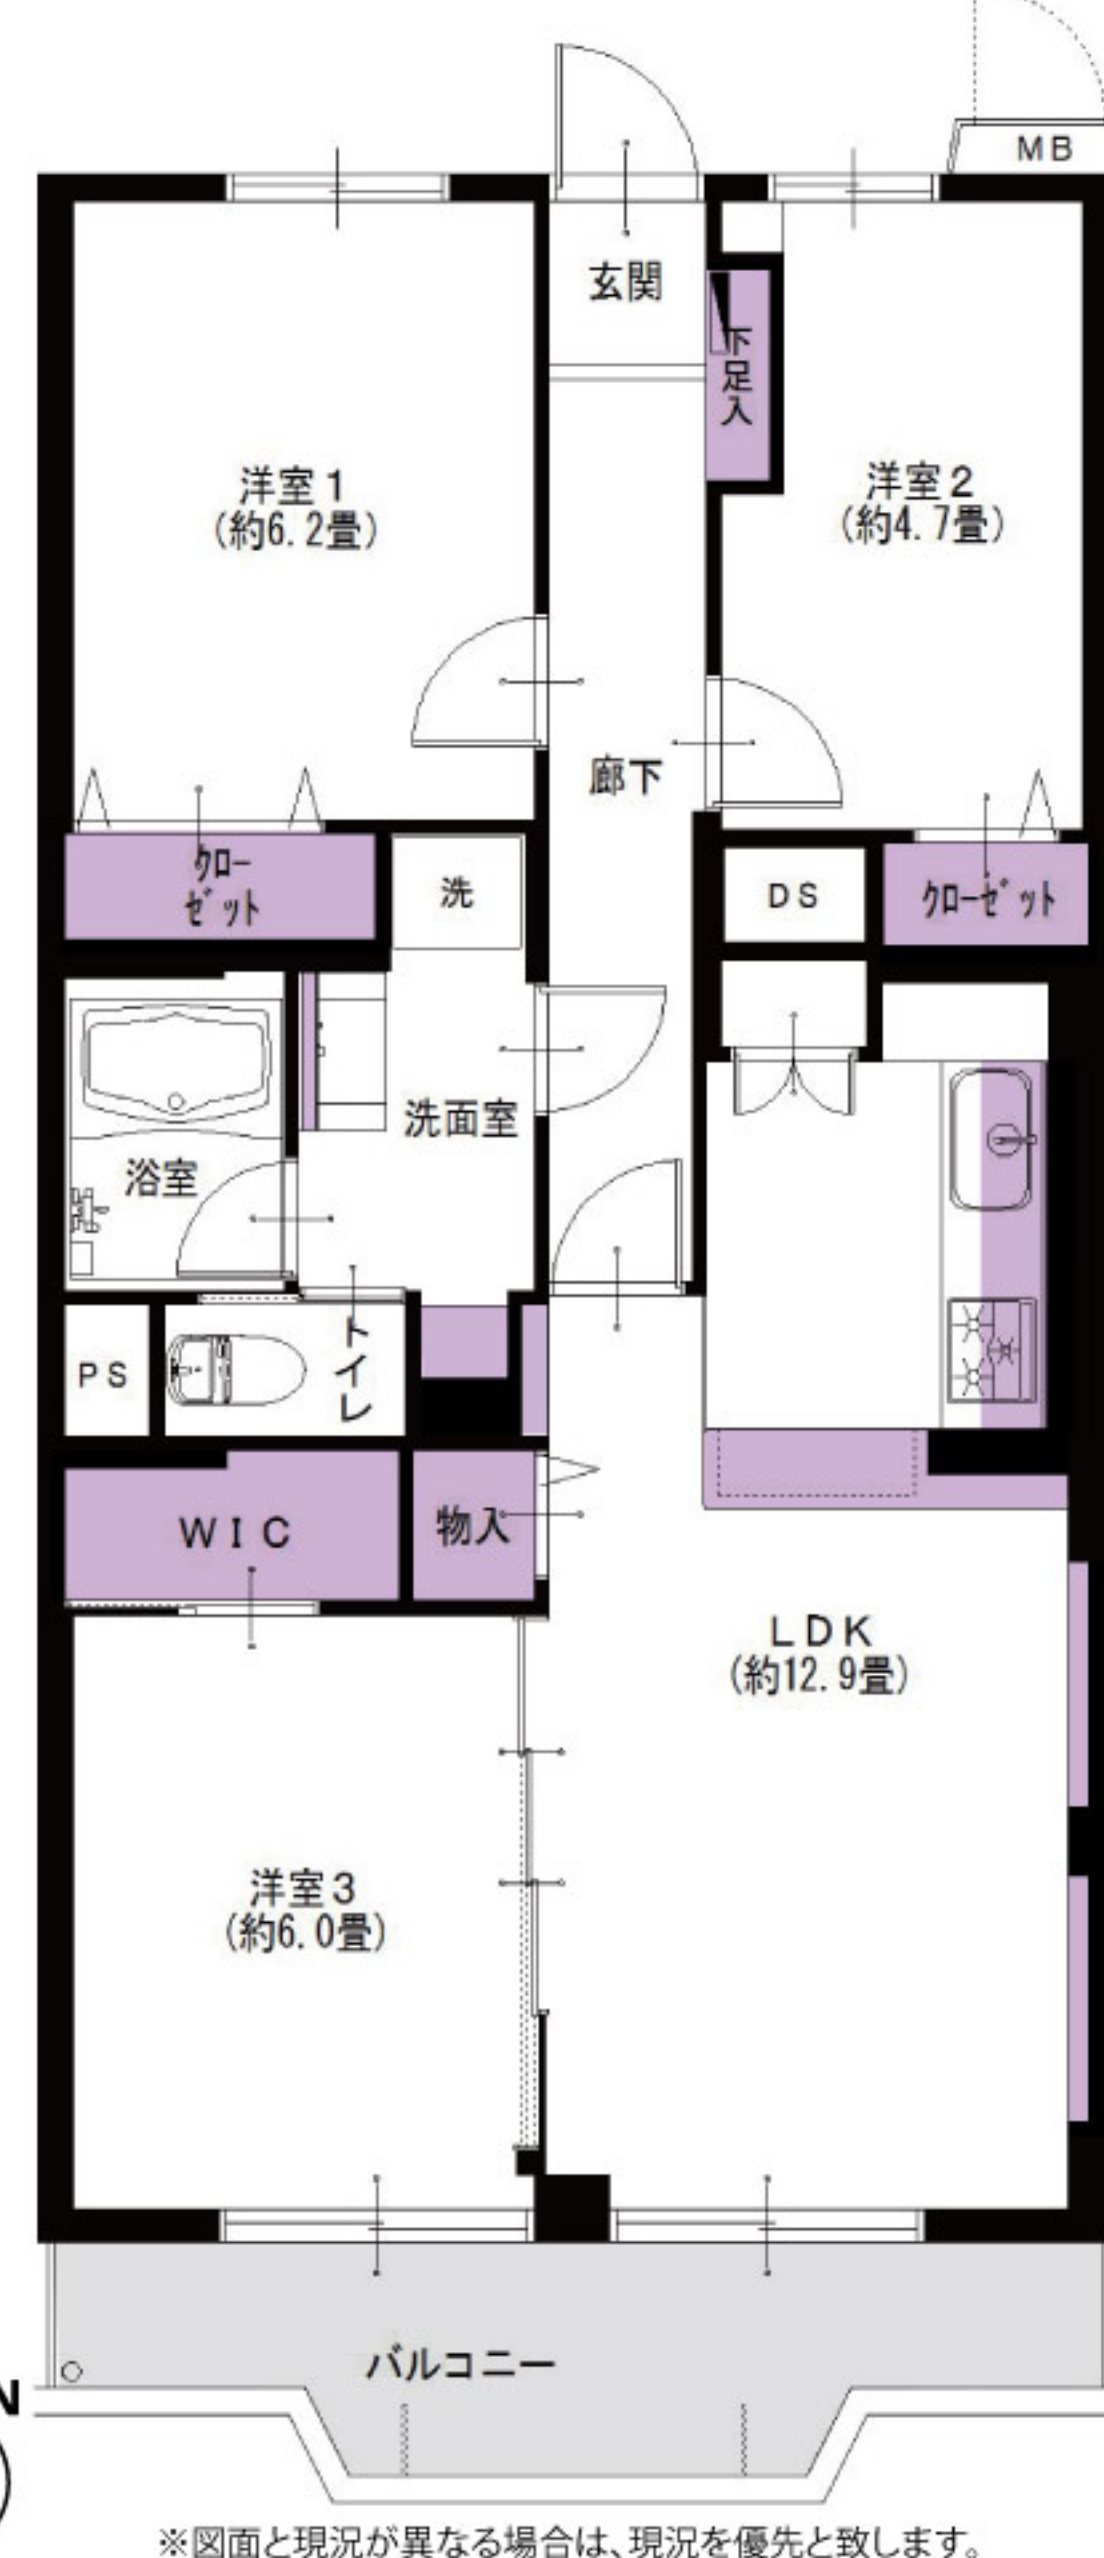 MB
玄関
下足入
洋室1
(約6.2畳)
洋室2
(約4.7畳)
廊下
クローゼット
洗
DS
クローゼット
洗面室
浴室
PS
トイレ
WIC
物入
LDK
(約12.9畳)
洋室3
(約6.0畳)
バルコニー
N
※図面と現況が異なる場合は、現況を優先と致します。